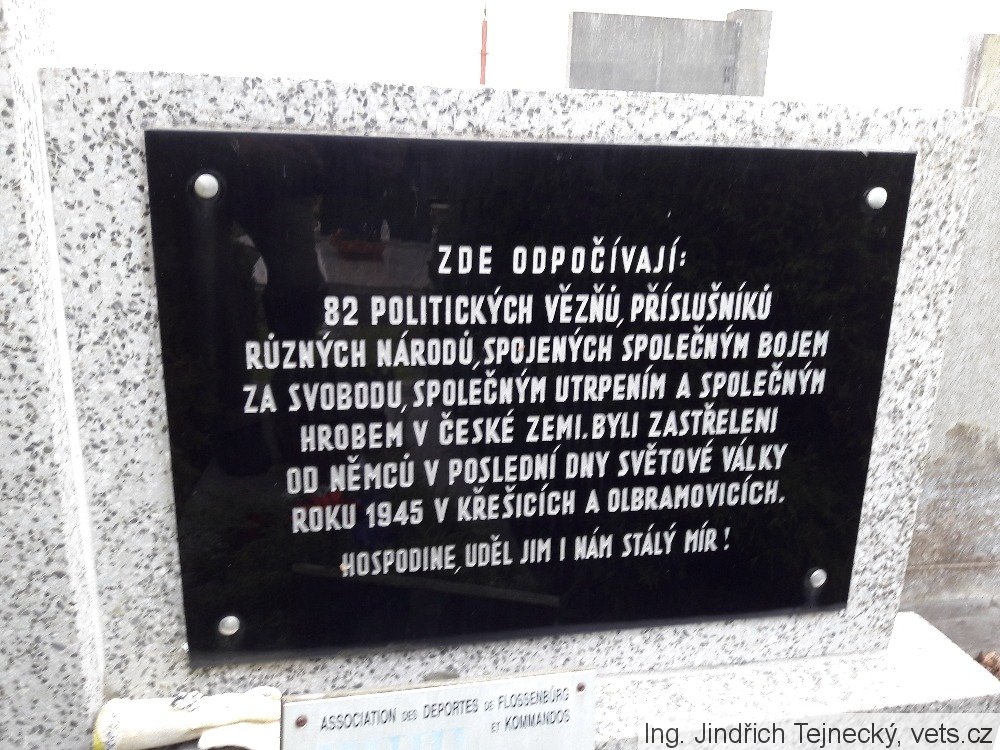 ZDE ODPOČÍVAJÍ:
82 POLITICKÝCH VĚZŇŮ, PŘÍSLUŠNÍKŮ
RŮZNÝCH NÁRODŮ, SPOJENÝCH SPOLEČNÝM BOJEM
ZA SVOBODU, SPOLEČNÝM UTRPENÍM A SPOLEČNÝM
HROBEM V ČESKÉ ZEMI. BYLI ZASTŘELENI
OD NĚMCŮ V POSLEDNÍ DNY SVĚTOVÉ VÁLKY
ROKU 1945 V KŘEŠICÍCH A OLBRAMOVICÍCH.
HOSPODINE, UDĚL JIM I NÁM STÁLÝ MÍR!
ASSOCIATION DES DEPORTES DE FLOSSENBÜRG
ET KOMMANDOS
Ing. Jindřich Tejnecký, vets.cz